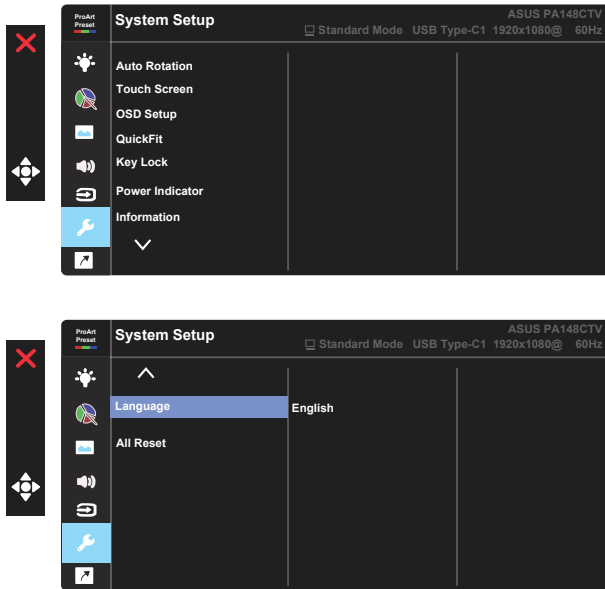 ProArt
Preset
System Setup
ASUS PA148CTV
Standard Mode USB Type-C1 1920x1080@ 60Hz
Auto Rotation
Touch Screen
OSD Setup
QuickFit
Key Lock
Power Indicator
Information
ProArt
Preset
System Setup
ASUS PA148CTV
Standard Mode USB Type-C1 1920x1080@ 60Hz
Language English
All Reset